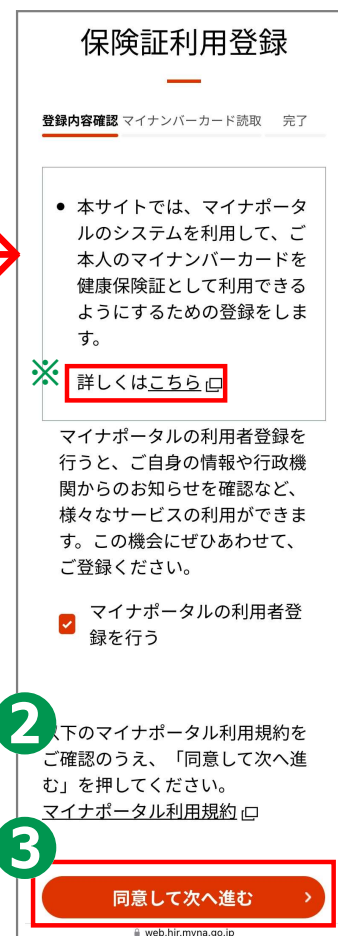 保険証利用登録
登録内容確認 マイナンバーカード読取 完了
● 本サイトでは、マイナポータ
ルのシステムを利用して、ご
本人のマイナンバーカードを
健康保険証として利用できる
ようにするための登録をしま
す。
※ 詳しくはこちら
マイナポータルの利用者登録を
行うと、ご自身の情報や行政機
関からのお知らせを確認など、
様々なサービスの利用ができま
す。この機会にぜひあわせて、
ご登録ください。
マイナポータルの利用者登
録を行う
2
下のマイナポータル利用規約を
ご確認のうえ、「同意して次へ進
む」を押してください。
マイナポータル利用規約
3
同意して次へ進む
web.hir.myna.go.jp